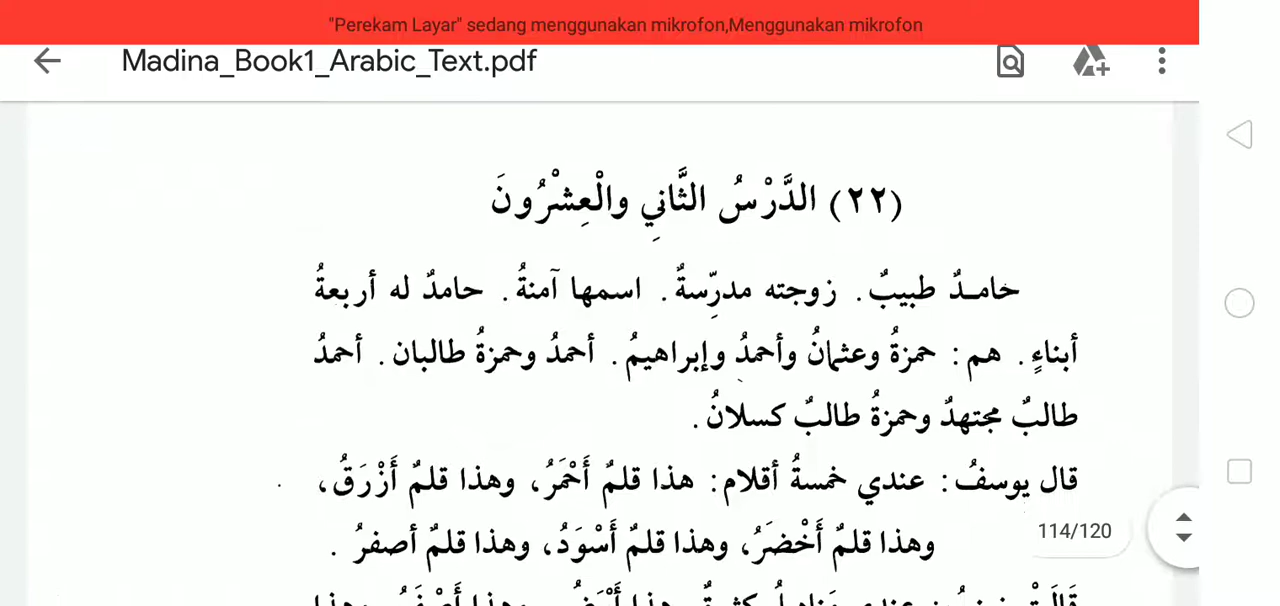 "Perekam Layar" sedang menggunakan mikrofon,Menggunakan mikrofon
Madina_Book1_Arabic_Text.pdf
(٢٢) الدَّرْسُ الثَّانِي والْعِشْرُونَ
حامـدٌ طبيبٌ . زوجته مدرِّسةٌ . اسمها آمنةُ . حامدٌ له أربعةُ
أبناءٍ . هم : حمزةُ وعثمانُ وأحمدُ وإبراهيمُ . أحمدُ وحمزةُ طالبان . أحمدُ
طالبٌ مجتهدٌ وحمزةُ طالبٌ كسلانُ .
قال يوسفُ : عندي خمسةُ أقلام : هذا قلمٌ أَحْمَرُ، وهذا قلمٌ أَزْرَقُ،
وهذا قلمٌ أَخْضَرُ، وهذا قلمٌ أَسْوَدُ، وهذا قلمٌ أصفرُ .
114/120